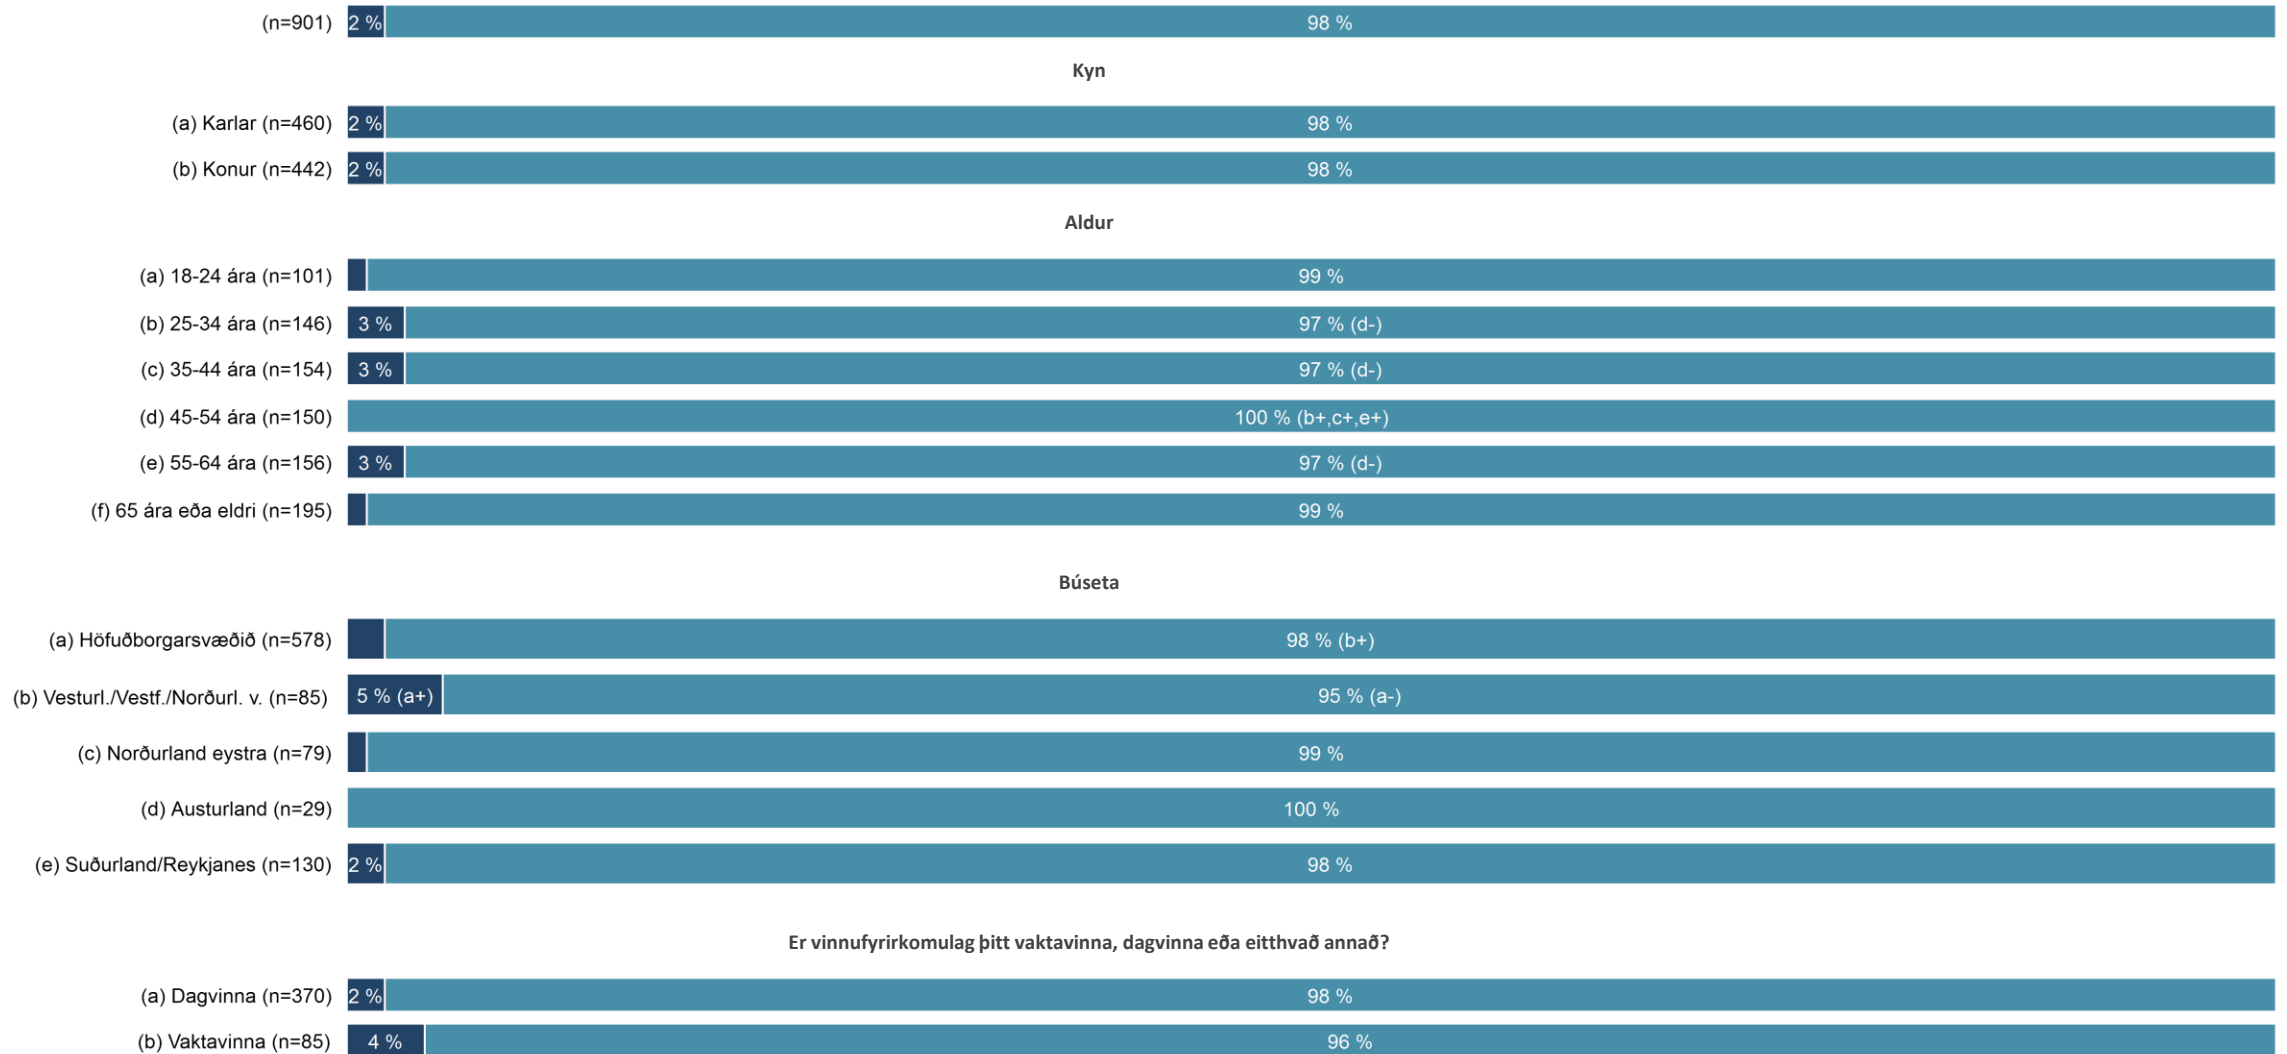 (n=901) 2 % 98 %
Kyn
(a) Karlar (n=460) 2 % 98 %
(b) Konur (n=442) 2 % 98 %
Aldur
(a) 18-24 ára (n=101) 99 %
(b) 25-34 ára (n=146) 3 % 97 % (d-)
(c) 35-44 ára (n=154) 3 % 97 % (d-)
(d) 45-54 ára (n=150) 100 % (b+,c+,e+)
(e) 55-64 ára (n=156) 3 % 97 % (d-)
(f) 65 ára eða eldri (n=195) 99 %
Búseta
(a) Höfuðborgarsvæðið (n=578) 98 % (b+)
(b) Vesturl./Vestf./Norðurl. v. (n=85) 5 % (a+) 95 % (a-)
(c) Norðurland eystra (n=79) 99 %
(d) Austurland (n=29) 100 %
(e) Suðurland/Reykjanes (n=130) 2 % 98 %
Er vinnufyrirkomulag þitt vaktavinna, dagvinna eða eitthvað annað?
(a) Dagvinna (n=370) 2 % 98 %
(b) Vaktavinna (n=85) 4 % 96 %